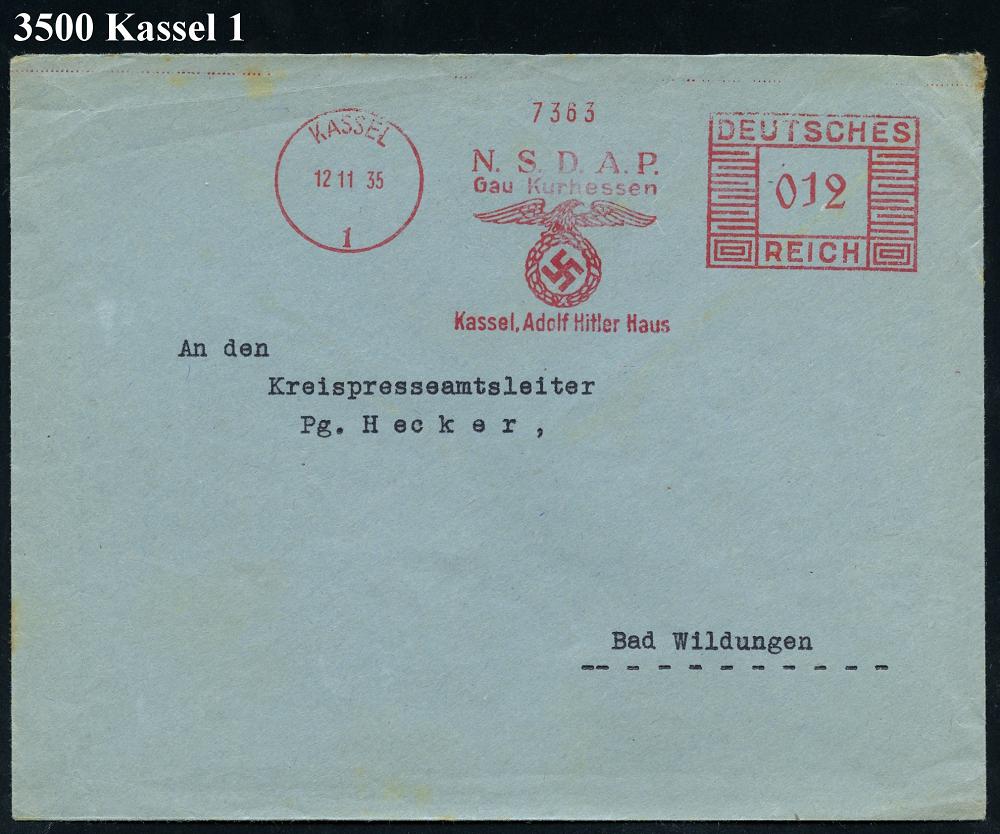 3500 Kassel 1
KASSEL
12 11 35
1
7363
N. S. D. A. P.
Gau Kurhessen
Kassel, Adolf Hitler Haus
DEUTSCHES
012
REICH
An den
Kreispresseamtsleiter
Pg. H e c k e r ,
Bad Wildungen